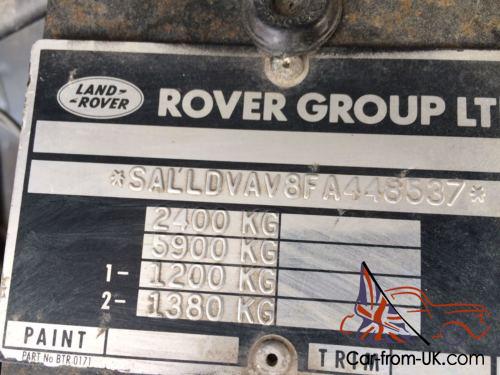 LAND-
-ROVER
ROVER GROUP LT
*SALLDVAV8FA448537*
2400 KG
5900 KG
1- 1200 KG
2- 1380 KG
PAINT
PART No BTR 0171
TRIM
Car-from-UK.com